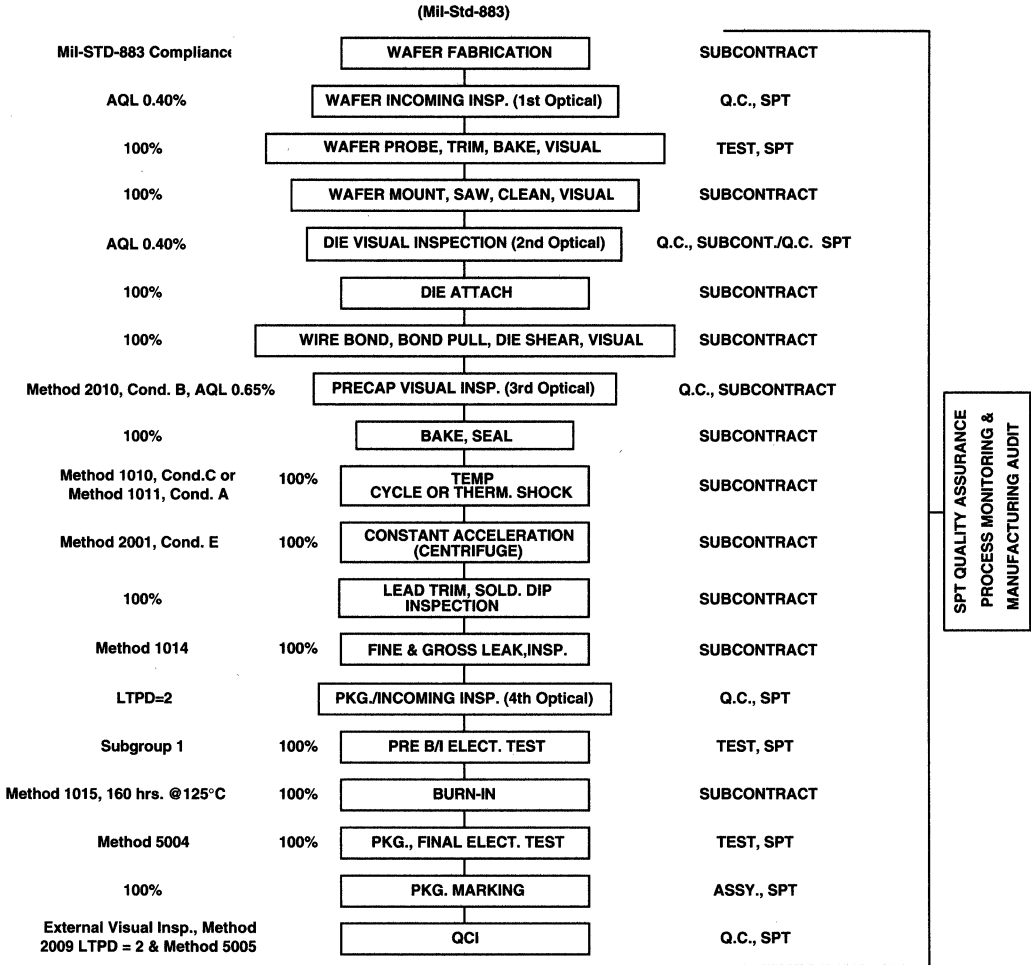 (Mil-Std-883)
Mil-STD-883 Compliance
WAFER FABRICATION
SUBCONTRACT
AQL 0.40%
WAFER INCOMING INSP. (1st Optical)
Q.C., SPT
100%
WAFER PROBE, TRIM, BAKE, VISUAL
TEST, SPT
100%
WAFER MOUNT, SAW, CLEAN, VISUAL
SUBCONTRACT
AQL 0.40%
DIE VISUAL INSPECTION (2nd Optical)
Q.C., SUBCONT./Q.C. SPT
100%
DIE ATTACH
SUBCONTRACT
100%
WIRE BOND, BOND PULL, DIE SHEAR, VISUAL
SUBCONTRACT
Method 2010, Cond. B, AQL 0.65%
PRECAP VISUAL INSP. (3rd Optical)
Q.C., SUBCONTRACT
100%
BAKE, SEAL
SUBCONTRACT
Method 1010, Cond.C or
Method 1011, Cond. A
100%
TEMP
CYCLE OR THERM. SHOCK
SUBCONTRACT
Method 2001, Cond. E
100%
CONSTANT ACCELERATION
(CENTRIFUGE)
SUBCONTRACT
100%
LEAD TRIM, SOLD. DIP
INSPECTION
SUBCONTRACT
Method 1014
100%
FINE & GROSS LEAK,INSP.
SUBCONTRACT
LTPD=2
PKG./INCOMING INSP. (4th Optical)
Q.C., SPT
Subgroup 1
100%
PRE B/I ELECT. TEST
TEST, SPT
Method 1015, 160 hrs. @125°C
100%
BURN-IN
SUBCONTRACT
Method 5004
100%
PKG., FINAL ELECT. TEST
TEST, SPT
100%
PKG. MARKING
ASSY., SPT
External Visual Insp., Method
2009 LTPD = 2 & Method 5005
QCI
Q.C., SPT
SPT QUALITY ASSURANCE
PROCESS MONITORING &
MANUFACTURING AUDIT